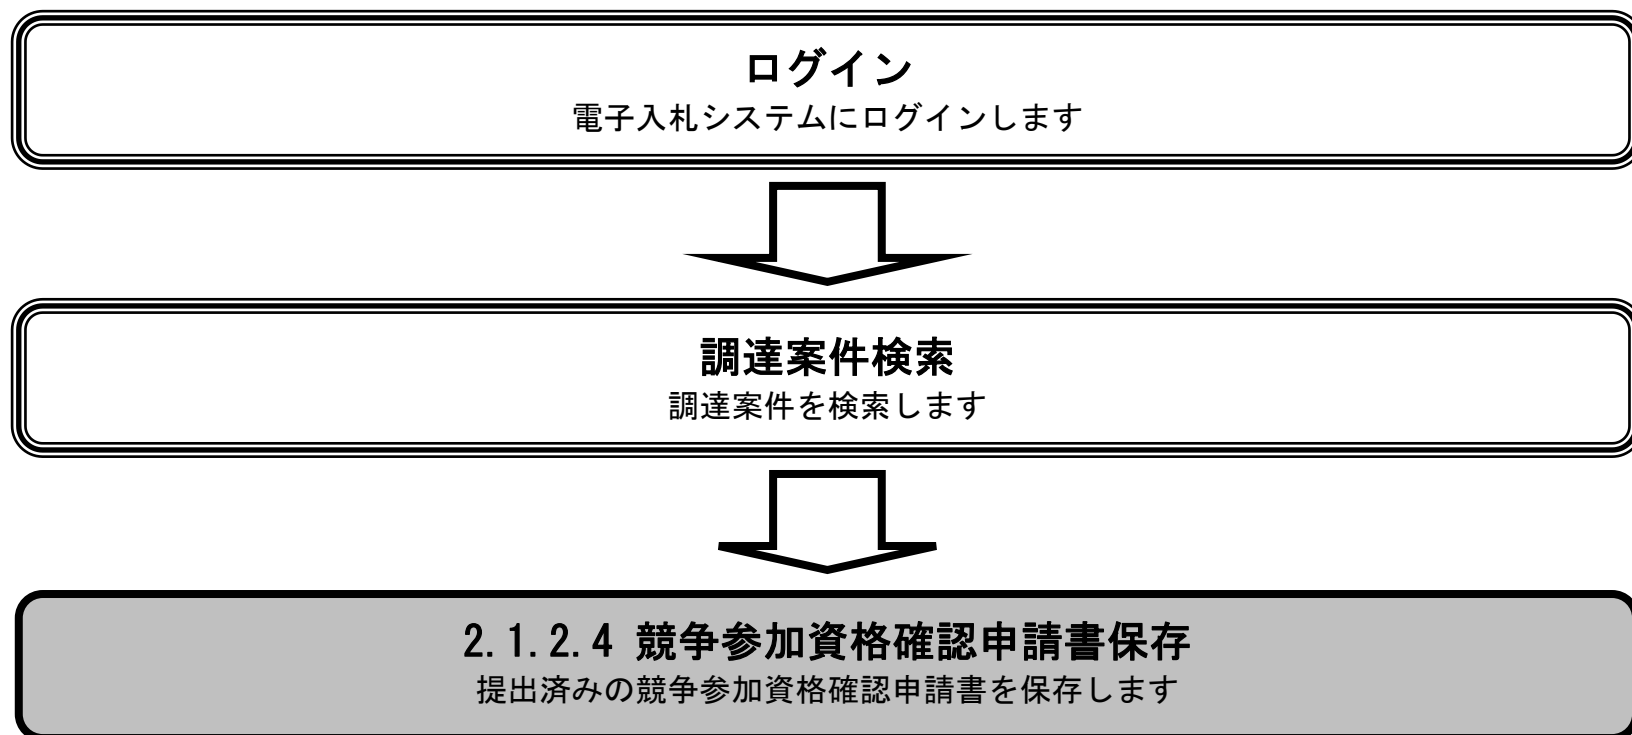 ログイン
電子入札システムにログインします
調達案件検索
調達案件を検索します
2.1.2.4 競争参加資格確認申請書保存
提出済みの競争参加資格確認申請書を保存します